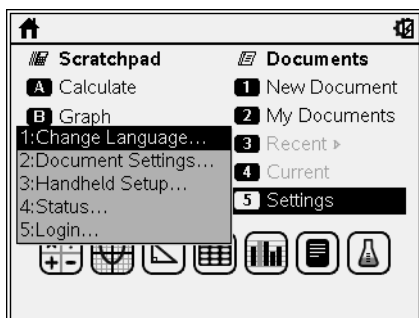 Scratchpad
A Calculate
B Graph
1:Change Language...
2:Document Settings...
3:Handheld Setup...
4:Status...
5:Login...
Documents
1 New Document
2 My Documents
3 Recent ▶
4 Current
5 Settings